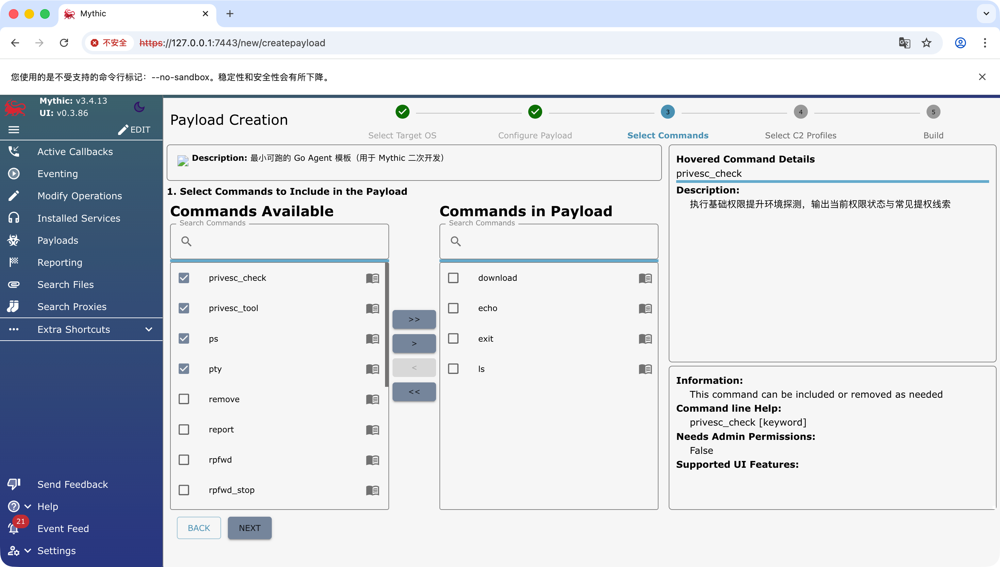 Mythic
不安全
https://127.0.0.1:7443/new/createpayload
您使用的是不受支持的命令行标记：--no-sandbox。稳定性和安全性会有所下降。
Mythic: v3.4.13
UI: v0.3.86
EDIT
Active Callbacks
Eventing
Modify Operations
Installed Services
Payloads
Reporting
Search Files
Search Proxies
Extra Shortcuts
Send Feedback
Help
21
Event Feed
Settings
Payload Creation
Select Target OS
Configure Payload
3
Select Commands
4
Select C2 Profiles
5
Build
Description: 最小可跑的 Go Agent 模板（用于 Mythic 二次开发）
1. Select Commands to Include in the Payload
Commands Available
Search Commands
privesc_check
privesc_tool
ps
pty
remove
report
rpfwd
rpfwd_stop
>>
>
<
<<
Commands in Payload
Search Commands
download
echo
exit
ls
BACK
NEXT
Hovered Command Details
privesc_check
Description:
执行基础权限提升环境探测，输出当前权限状态与常见提权线索
Information:
This command can be included or removed as needed
Command line Help:
privesc_check [keyword]
Needs Admin Permissions:
False
Supported UI Features: